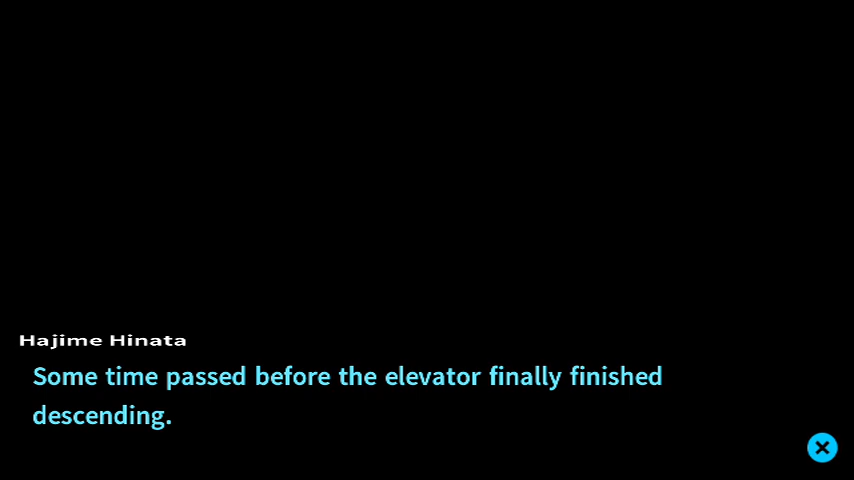 Hajime Hinata
Some time passed before the elevator finally finished
descending.